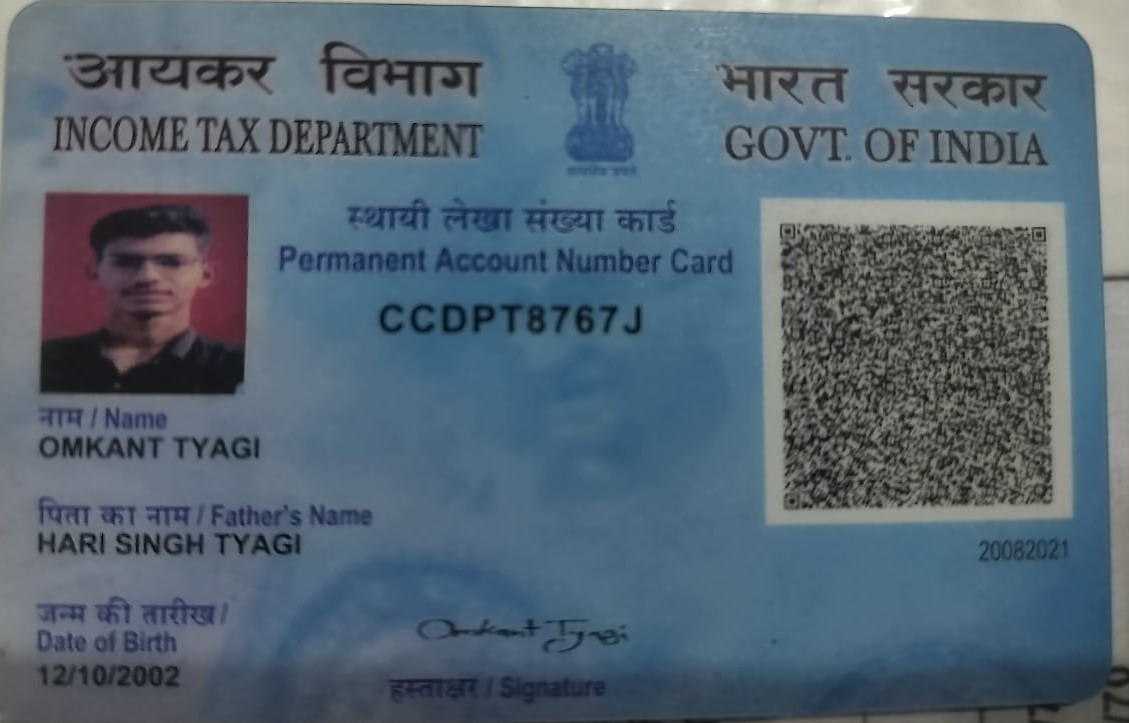 आयकर विभाग
INCOME TAX DEPARTMENT
भारत सरकार
GOVT. OF INDIA
सत्यमेव जयते
स्थायी लेखा संख्या कार्ड
Permanent Account Number Card
CCDPT8767J
नाम / Name
OMKANT TYAGI
पिता का नाम / Father's Name
HARI SINGH TYAGI
20082021
जन्म की तारीख /
Date of Birth
12/10/2002
Omkant Tyagi
हस्ताक्षर / Signature